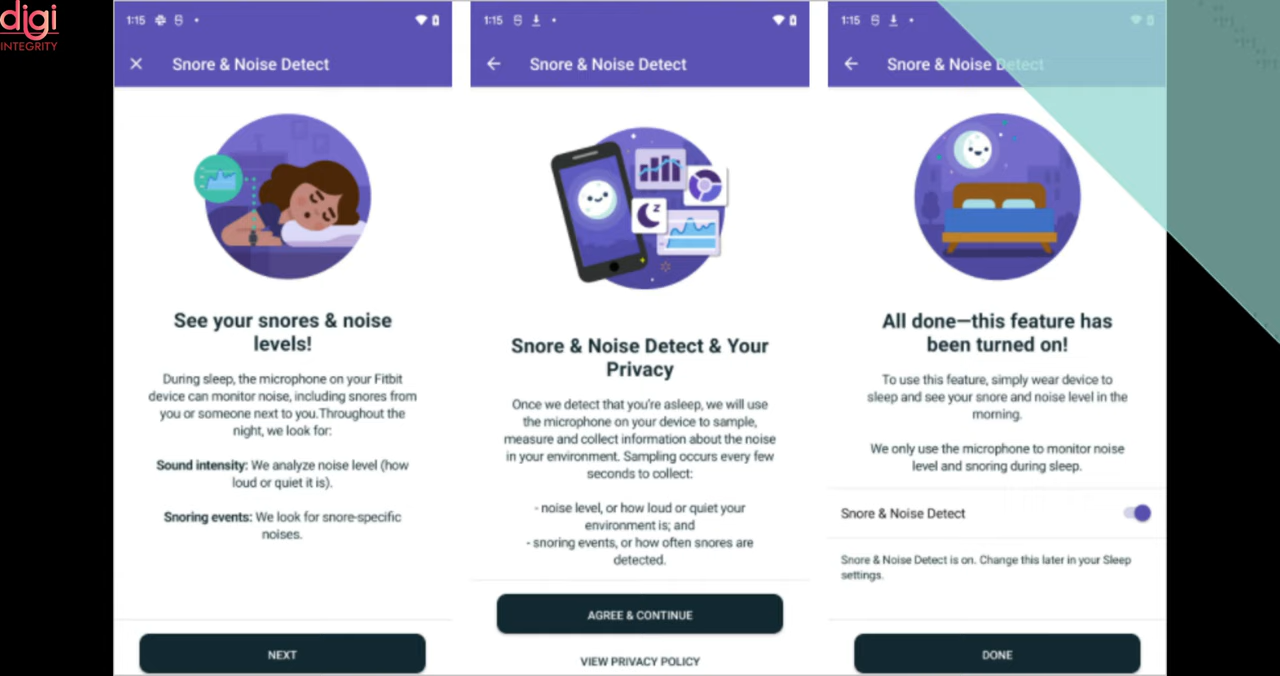 digi
INTEGRITY
1:15
Snore & Noise Detect
See your snores & noise
levels!
During sleep, the microphone on your Fitbit
device can monitor noise, including snores from
you or someone next to you.Throughout the
night, we look for:
Sound intensity: We analyze noise level (how
loud or quiet it is).
Snoring events: We look for snore-specific
noises.
NEXT
1:15
Snore & Noise Detect
Snore & Noise Detect & Your
Privacy
Once we detect that you're asleep, we will use
the microphone on your device to sample,
measure and collect information about the noise
in your environment. Sampling occurs every few
seconds to collect:
- noise level, or how loud or quiet your
environment is; and
- snoring events, or how often snores are
detected.
AGREE & CONTINUE
VIEW PRIVACY POLICY
1:15
Snore & Noise Detect
All done—this feature has
been turned on!
To use this feature, simply wear device to
sleep and see your snore and noise level in the
morning.
We only use the microphone to monitor noise
level and snoring during sleep.
Snore & Noise Detect
Snore & Noise Detect is on. Change this later in your Sleep
settings.
DONE